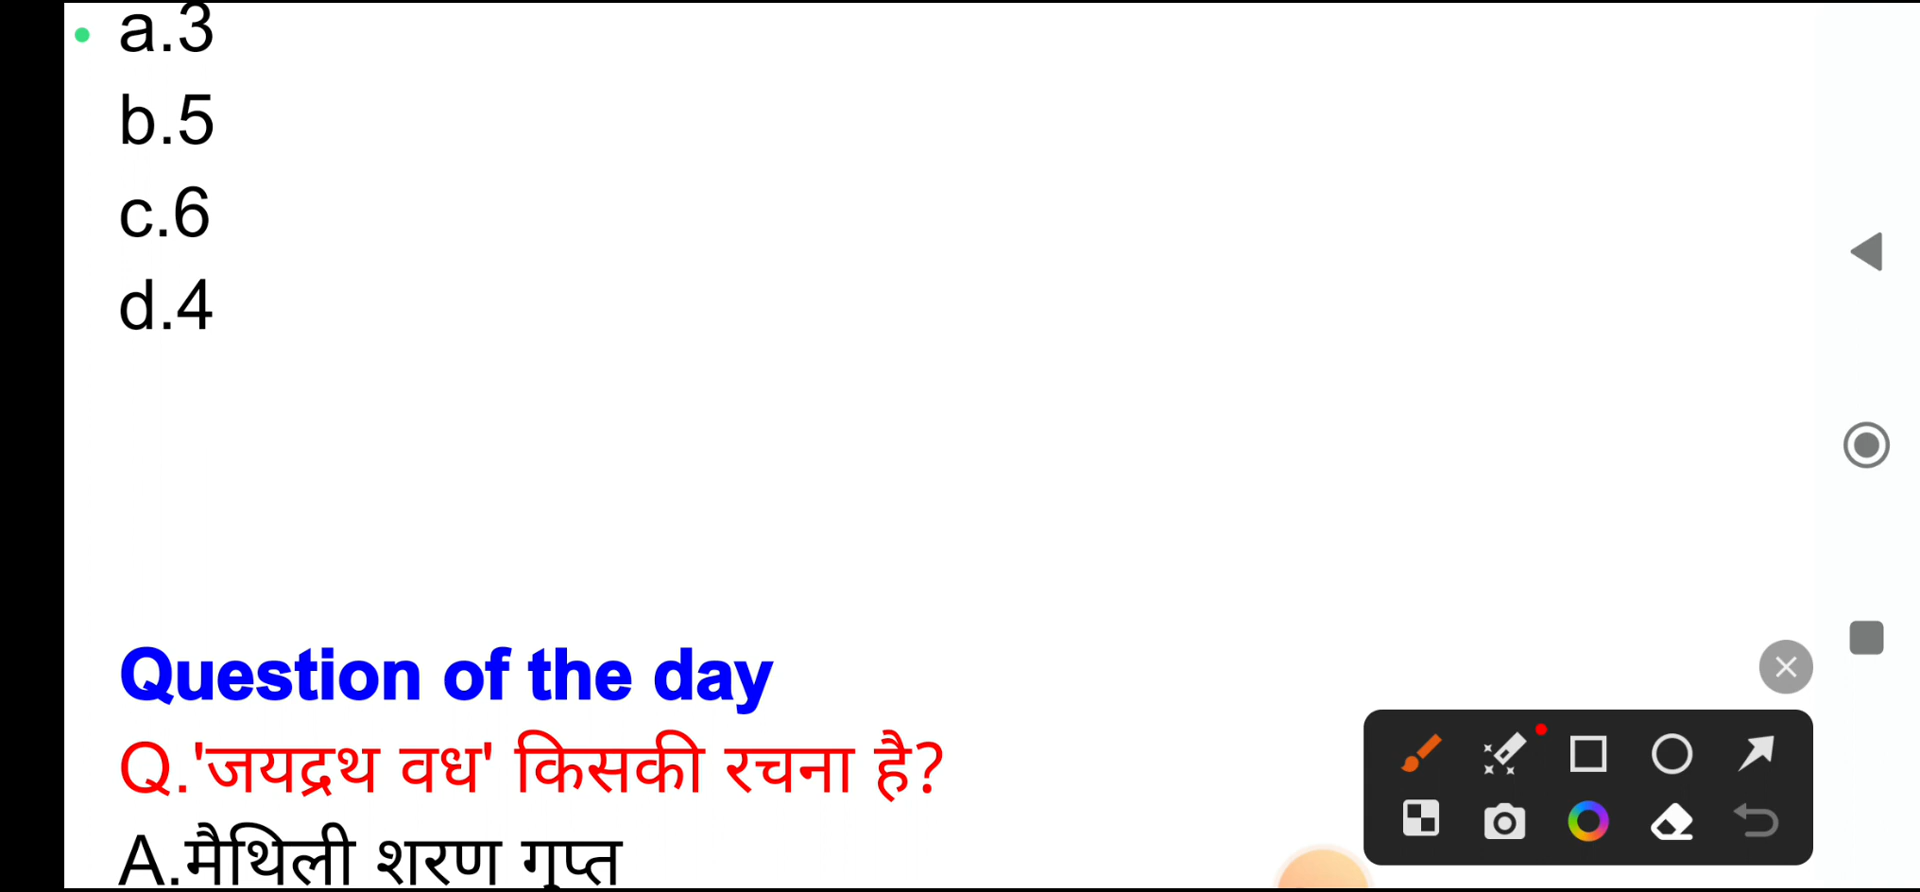 a.3
b.5
c.6
d.4
Question of the day
Q.'जयद्रथ वध' किसकी रचना है?
A.मैथिली शरण गुप्त